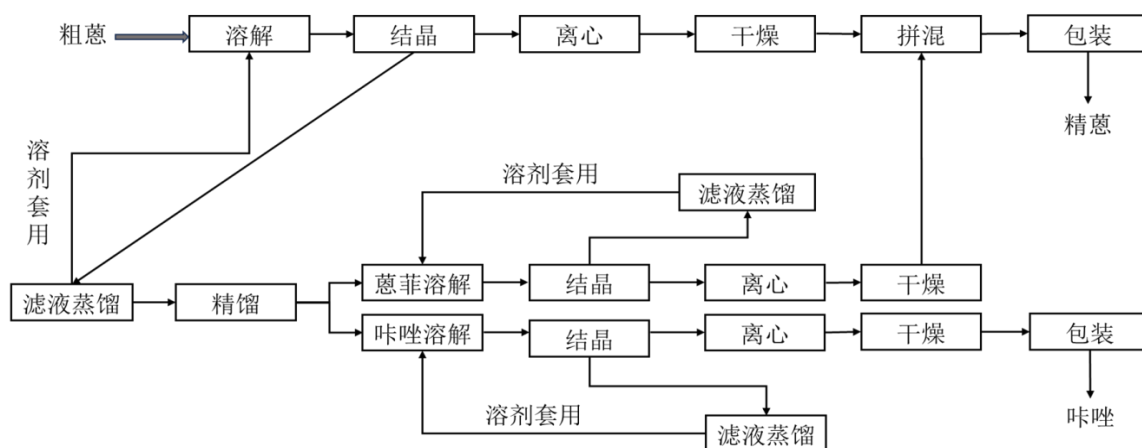 粗蒽
溶解
结晶
离心
干燥
拼混
包装
精蒽
溶剂套用
溶剂套用
滤液蒸馏
滤液蒸馏
精馏
蒽菲溶解
结晶
离心
干燥
咔唑溶解
结晶
离心
干燥
包装
溶剂套用
滤液蒸馏
咔唑